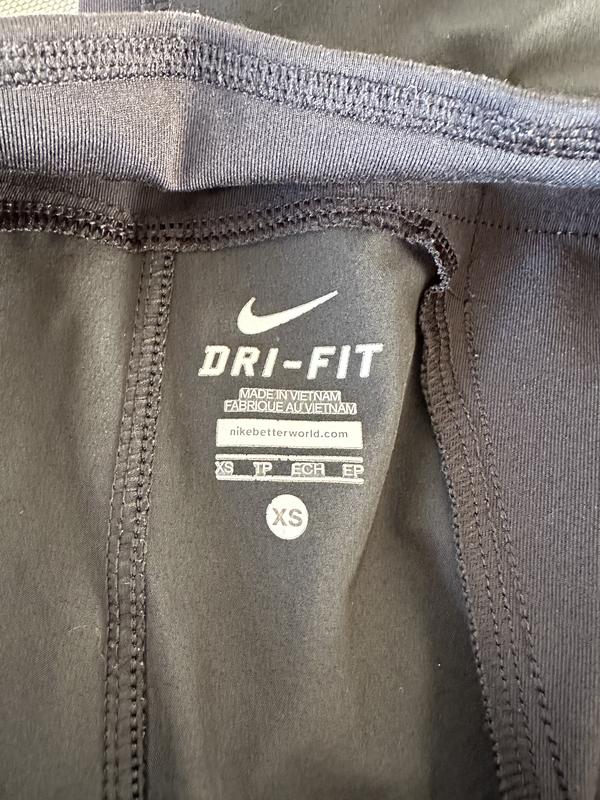 DRI-FIT
MADE IN VIETNAM
FABRIQUE AU VIETNAM
nikebetterworld.com
XS TP ECH EP
XS